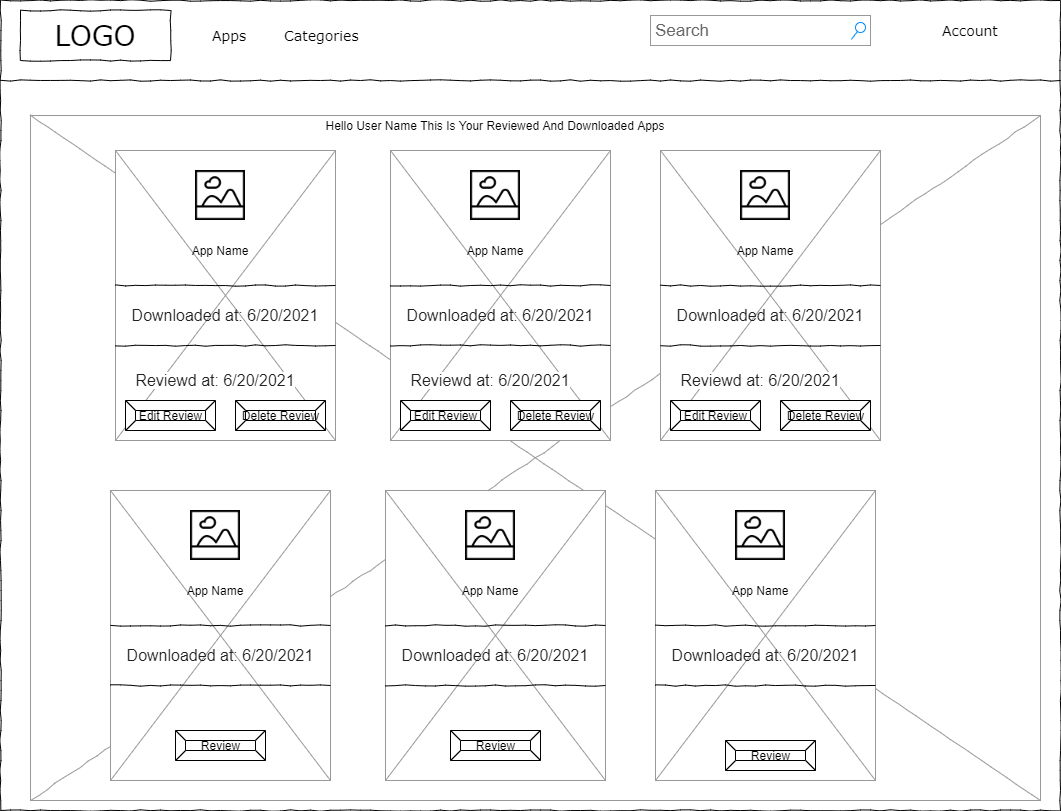 LOGO
Apps
Categories
Search
Account
Hello User Name This Is Your Reviewed And Downloaded Apps
App Name
App Name
App Name
Downloaded at: 6/20/2021
Downloaded at: 6/20/2021
Downloaded at: 6/20/2021
Reviewd at: 6/20/2021
Reviewd at: 6/20/2021
Reviewd at: 6/20/2021
Edit Review
Delete Review
Edit Review
Delete Review
Edit Review
Delete Review
App Name
App Name
App Name
Downloaded at: 6/20/2021
Downloaded at: 6/20/2021
Downloaded at: 6/20/2021
Review
Review
Review